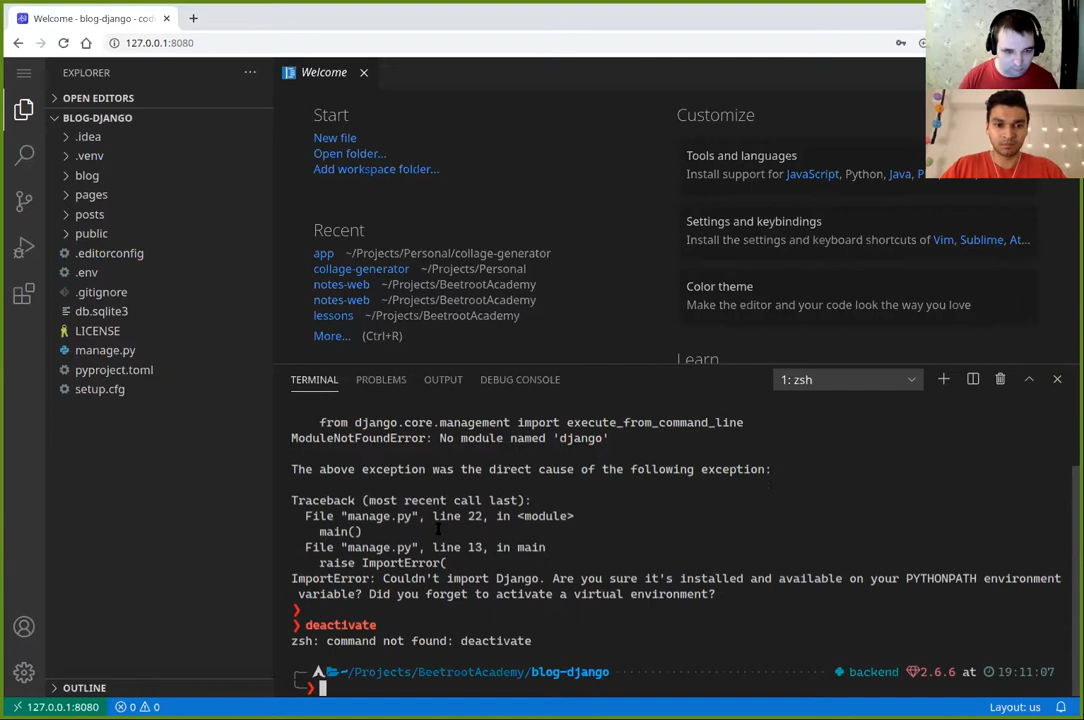 Welcome - blog-django - cod
127.0.0.1:8080
EXPLORER
OPEN EDITORS
BLOG-DJANGO
.idea
.venv
blog
pages
posts
public
.editorconfig
.env
.gitignore
db.sqlite3
LICENSE
manage.py
pyproject.toml
setup.cfg
OUTLINE
Welcome
Start
New file
Open folder...
Add workspace folder...
Recent
app ~/Projects/Personal/collage-generator
collage-generator ~/Projects/Personal
notes-web ~/Projects/BeetrootAcademy
notes-web ~/Projects/BeetrootAcademy
lessons ~/Projects/BeetrootAcademy
More... (Ctrl+R)
Customize
Tools and languages
Install support for JavaScript, Python, Java, P
Settings and keybindings
Install the settings and keyboard shortcuts of Vim, Sublime, At...
Color theme
Make the editor and your code look the way you love
Learn
TERMINAL PROBLEMS OUTPUT DEBUG CONSOLE 1: zsh
from django.core.management import execute_from_command_line
ModuleNotFoundError: No module named 'django'
The above exception was the direct cause of the following exception:
Traceback (most recent call last):
File "manage.py", line 22, in <module>
main()
File "manage.py", line 13, in main
raise ImportError(
ImportError: Couldn't import Django. Are you sure it's installed and available on your PYTHONPATH environment
variable? Did you forget to activate a virtual environment?
❯
❯ deactivate
zsh: command not found: deactivate
~/Projects/BeetrootAcademy/blog-django backend 2.6.6 at 19:11:07
❯
127.0.0.1:8080 0 0 Layout: us